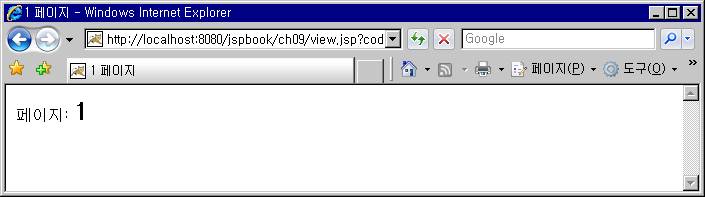 1 페이지 - Windows Internet Explorer
http://localhost:8080/jspbook/ch09/view.jsp?cod
Google
1 페이지
페이지(P)
도구(O)
»
페이지: 1